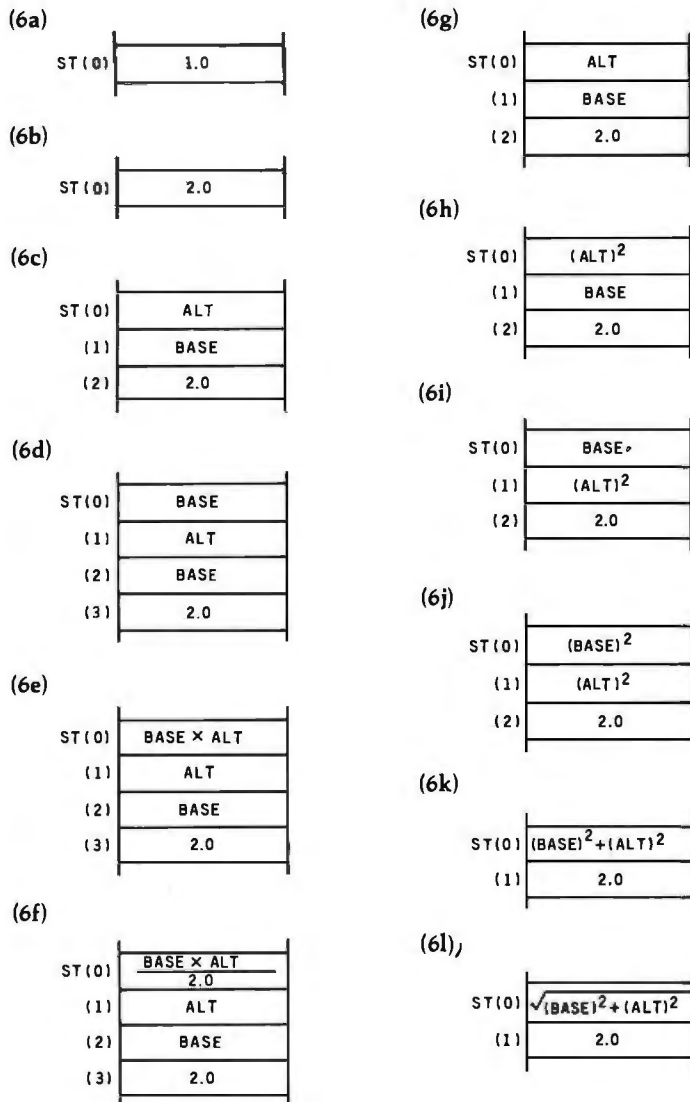 (6a)
ST(0) 1.0
(6b)
ST(0) 2.0
(6c)
ST(0) ALT
(1) BASE
(2) 2.0
(6d)
ST(0) BASE
(1) ALT
(2) BASE
(3) 2.0
(6e)
ST(0) BASE × ALT
(1) ALT
(2) BASE
(3) 2.0
(6f)
ST(0) BASE × ALT
2.0
(1) ALT
(2) BASE
(3) 2.0
(6g)
ST(0) ALT
(1) BASE
(2) 2.0
(6h)
ST(0) (ALT)²
(1) BASE
(2) 2.0
(6i)
ST(0) BASE
(1) (ALT)²
(2) 2.0
(6j)
ST(0) (BASE)²
(1) (ALT)²
(2) 2.0
(6k)
ST(0) (BASE)²+(ALT)²
(1) 2.0
(6l)
ST(0) √(BASE)²+(ALT)²
(1) 2.0